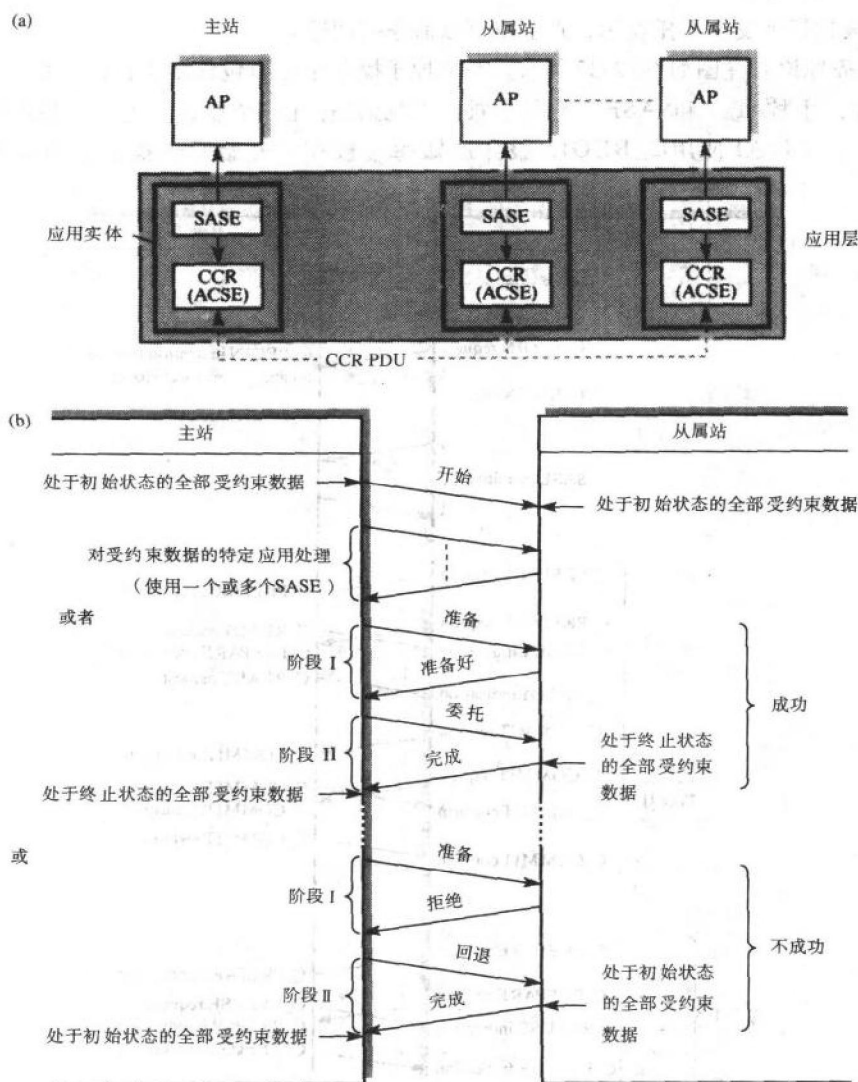 (a)
主站
从属站
从属站
AP
AP
AP
应用实体
SASE
SASE
SASE
应用层
CCR
(ACSE)
CCR
(ACSE)
CCR
(ACSE)
CCR PDU
(b)
主站
从属站
处于初始状态的全部受约束数据
开始
处于初始状态的全部受约束数据
对受约束数据的特定应用处理
（使用一个或多个SASE）
或者
准备
阶段 I
准备好
成功
委托
阶段 II
完成
处于终止状态
的全部受约束
数据
处于终止状态的全部受约束数据
或
准备
阶段 I
拒绝
不成功
回退
阶段 II
完成
处于初始状态
的全部受约束
数据
处于初始状态的全部受约束数据